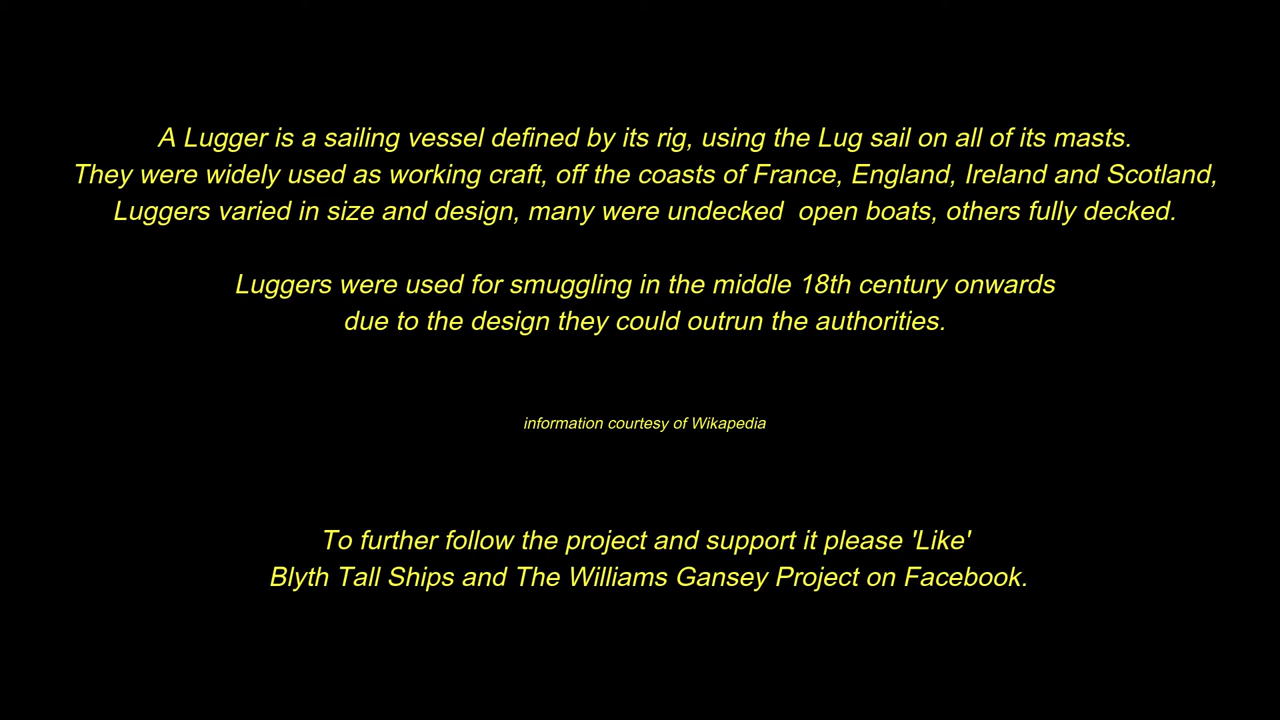 A Lugger is a sailing vessel defined by its rig, using the Lug sail on all of its masts.
They were widely used as working craft, off the coasts of France, England, Ireland and Scotland,
Luggers varied in size and design, many were undecked  open boats, others fully decked.
Luggers were used for smuggling in the middle 18th century onwards
due to the design they could outrun the authorities.
information courtesy of Wikapedia
To further follow the project and support it please 'Like'
Blyth Tall Ships and The Williams Gansey Project on Facebook.